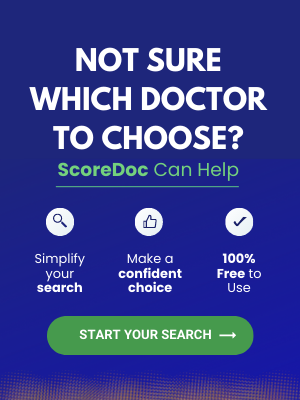 NOT SURE
WHICH DOCTOR
TO CHOOSE?
ScoreDoc Can Help
Simplify
your
search
Make a
confident
choice
100%
Free to
Use
START YOUR SEARCH